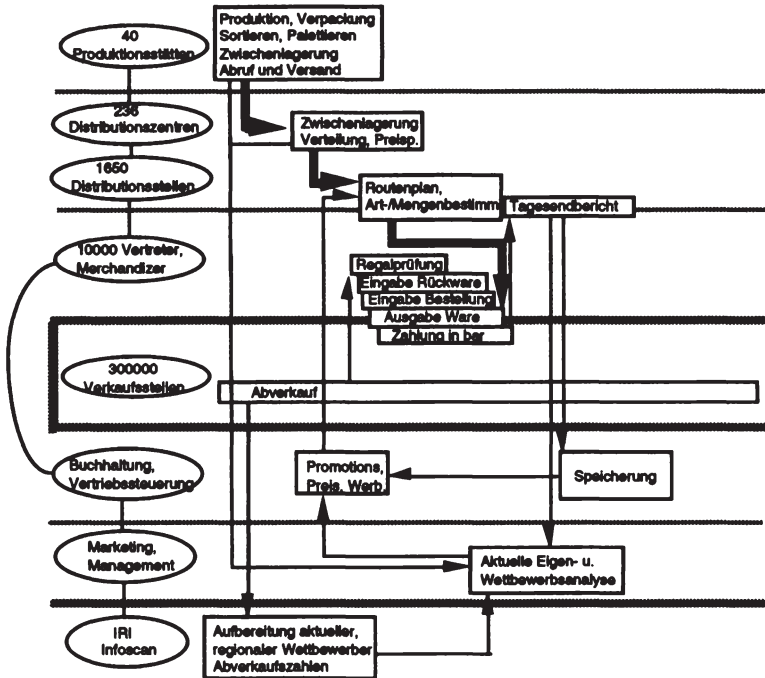 40
Produktionsstätten
Produktion, Verpackung
Sortieren, Palettieren
Zwischenlagerung
Abruf und Versand
236
Distributionszentren
Zwischenlagerung
Verteilung, Preisp.
1650
Distributionsstellen
Routenplan,
Art-/Mengenbestimm
Tagesendbericht
10000 Vertreter,
Merchandizer
Regalprüfung
Eingabe Rückware
Eingabe Bestellung
Ausgabe Ware
Zahlung in bar
300000
Verkaufsstellen
Abverkauf
Buchhaltung,
Vertriebssteuerung
Promotions,
Preis, Werb.
Speicherung
Marketing,
Management
Aktuelle Eigen- u.
Wettbewerbsanalyse
IRI
Infoscan
Aufbereitung aktueller,
regionaler Wettbewerber
Abverkaufszahlen